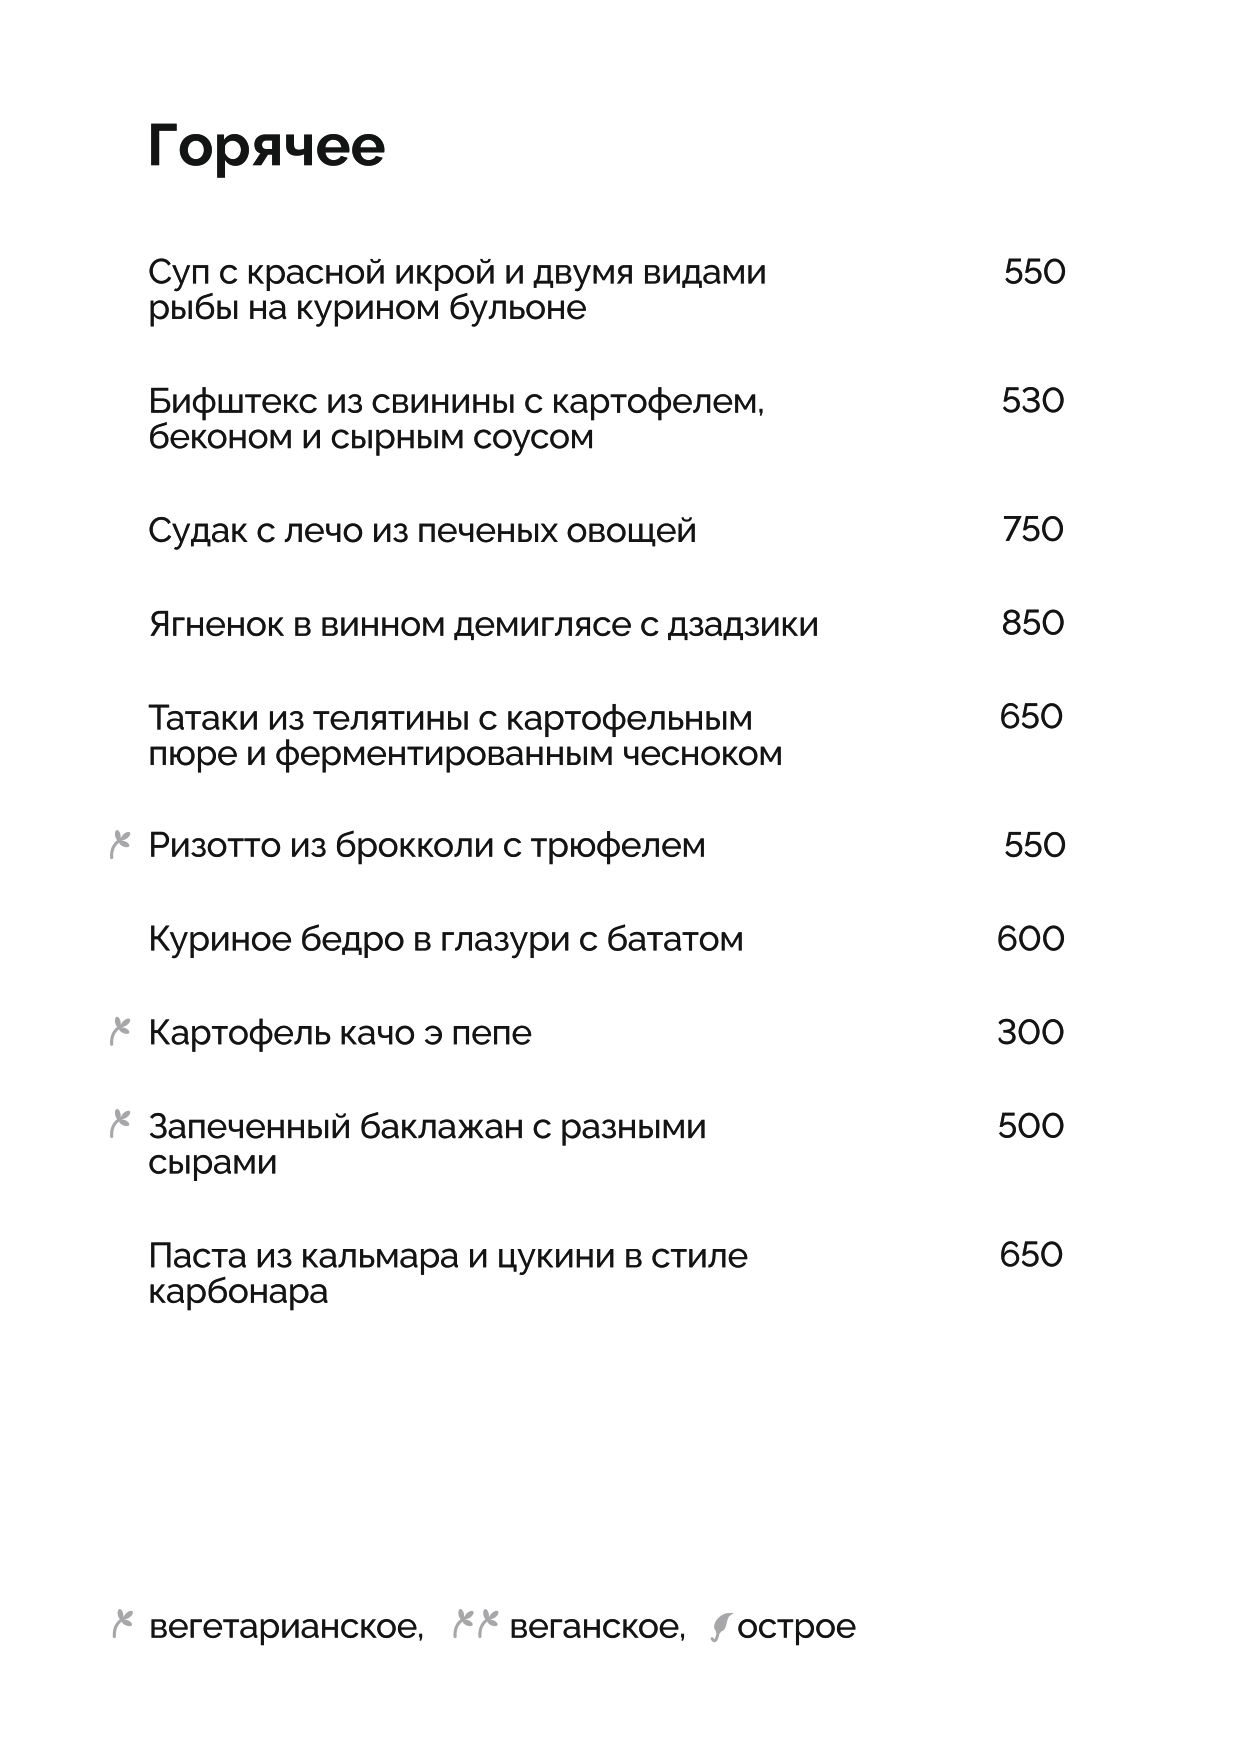 Горячее
Суп с красной икрой и двумя видами 550
рыбы на курином бульоне
Бифштекс из свинины с картофелем, 530
беконом и сырным соусом
Судак с лечо из печеных овощей 750
Ягненок в винном демиглясе с дзадзики 850
Татаки из телятины с картофельным 650
пюре и ферментированным чесноком
Ризотто из брокколи с трюфелем 550
Куриное бедро в глазури с бататом 600
Картофель качо э пепе 300
Запеченный баклажан с разными 500
сырами
Паста из кальмара и цукини в стиле 650
карбонара
вегетарианское, веганское, острое